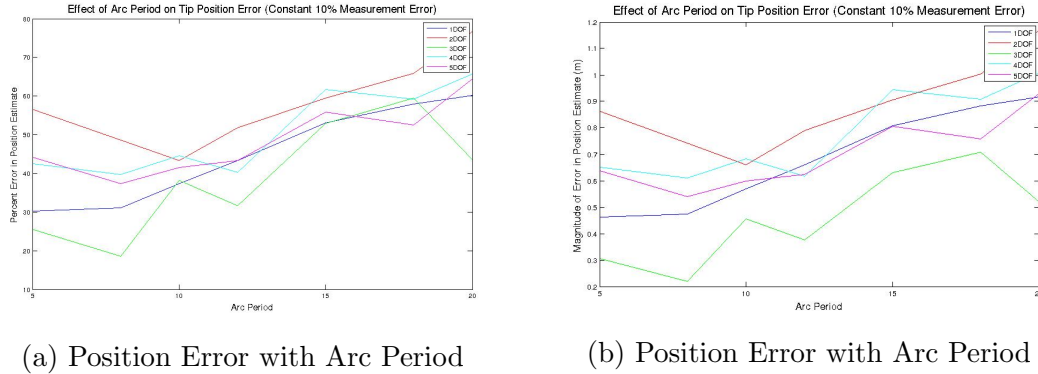 Effect of Arc Period on Tip Position Error (Constant 10% Measurement Error)
80
70
60
50
40
30
20
10
5
10
15
20
Percent Error in Position Estimate
Arc Period
1DOF
2DOF
3DOF
4DOF
5DOF
(a) Position Error with Arc Period
Effect of Arc Period on Tip Position Error (Constant 10% Measurement Error)
1.2
1.1
1
0.9
0.8
0.7
0.6
0.5
0.4
0.3
0.2
5
10
15
Magnitude of Error in Position Estimate (m)
Arc Period
1DOF
2DOF
3DOF
4DOF
5DOF
(b) Position Error with Arc Period